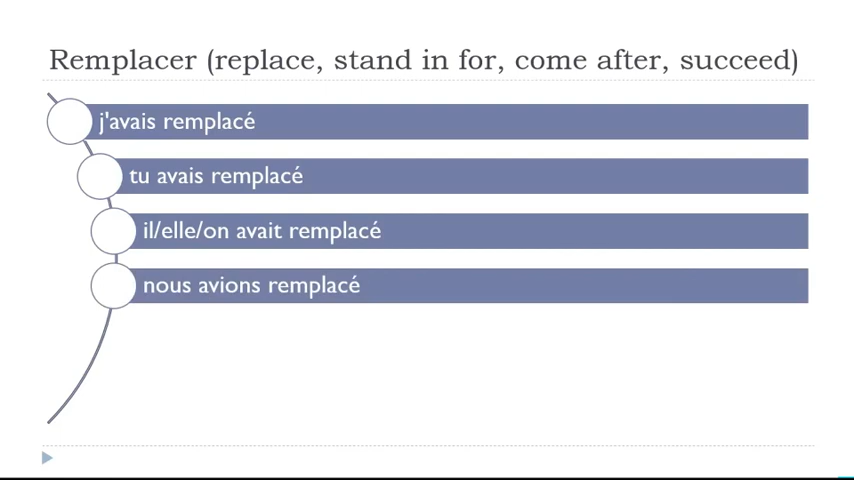 Remplacer (replace, stand in for, come after, succeed)
j'avais remplacé
tu avais remplacé
il/elle/on avait remplacé
nous avions remplacé